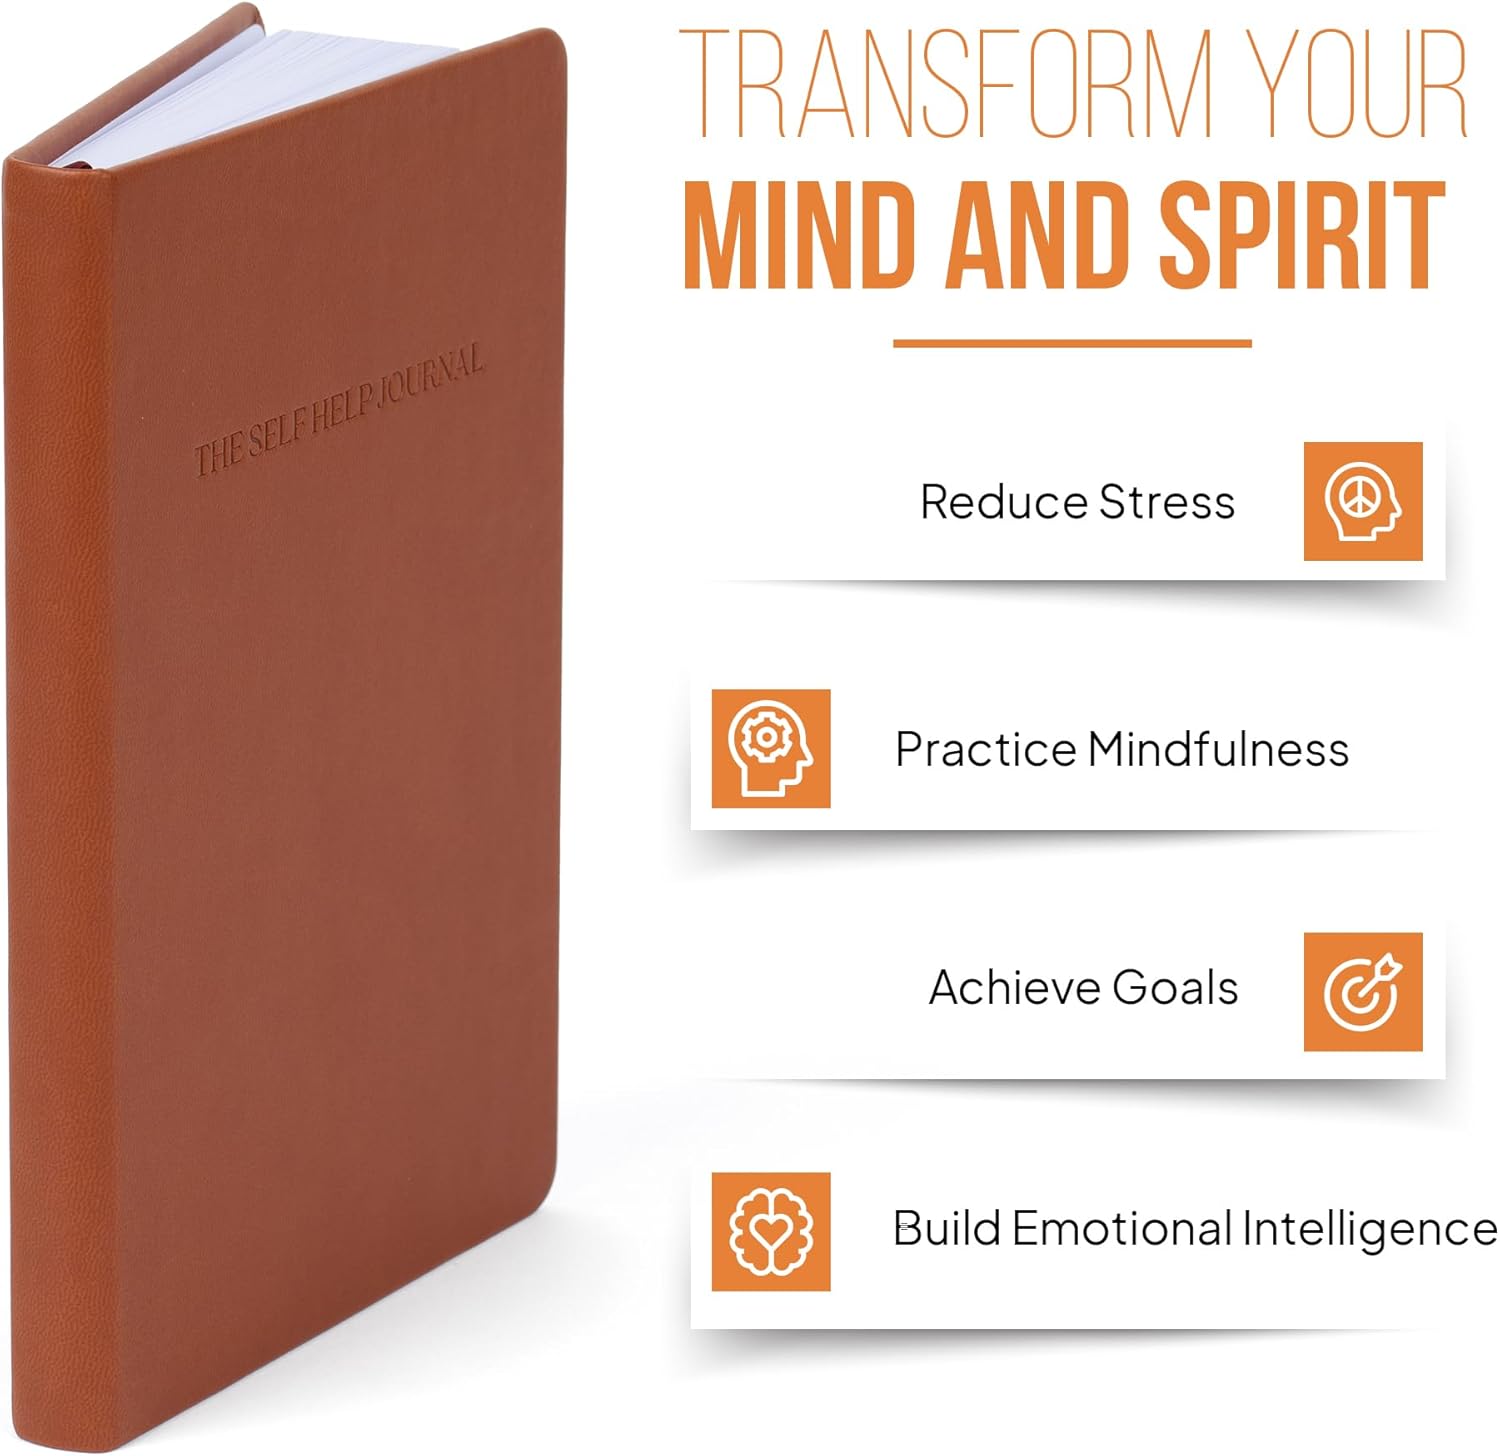 TRANSFORM YOUR
MIND AND SPIRIT
THE SELF HELP JOURNAL
Reduce Stress
Practice Mindfulness
Achieve Goals
Build Emotional Intelligence